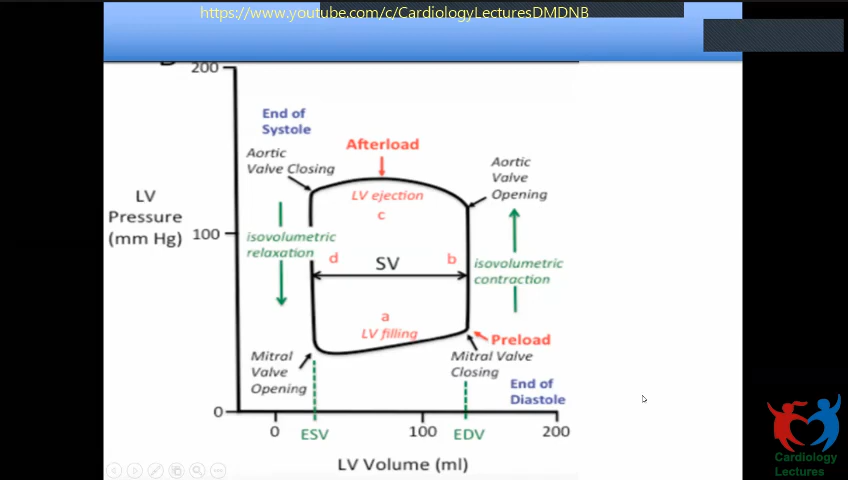 https://www.youtube.com/c/CardiologyLecturesDMDNB
200
End of
Systole
Afterload
Aortic
Valve Closing
Aortic
Valve
Opening
LV ejection
c
LV
Pressure
(mm Hg)
100
isovolumetric
relaxation
d
SV
b
isovolumetric
contraction
a
LV filling
Preload
Mitral
Valve
Opening
Mitral Valve
Closing
End of
Diastole
0
0
ESV
100
EDV
200
LV Volume (ml)
Cardiology
Lectures